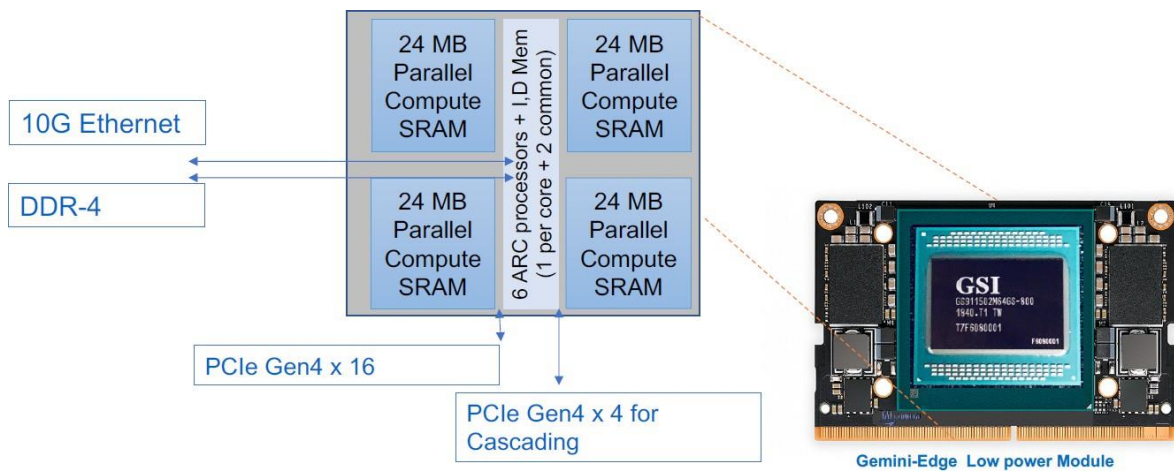 24 MB
Parallel
Compute
SRAM
24 MB
Parallel
Compute
SRAM
6 ARC processors + I,D Mem
(1 per core + 2 common)
10G Ethernet
DDR-4
24 MB
Parallel
Compute
SRAM
24 MB
Parallel
Compute
SRAM
PCIe Gen4 x 16
PCIe Gen4 x 4 for
Cascading
GSI
1940.T1 TW
T7F6080001
F6080001
Gemini-Edge Low power Module